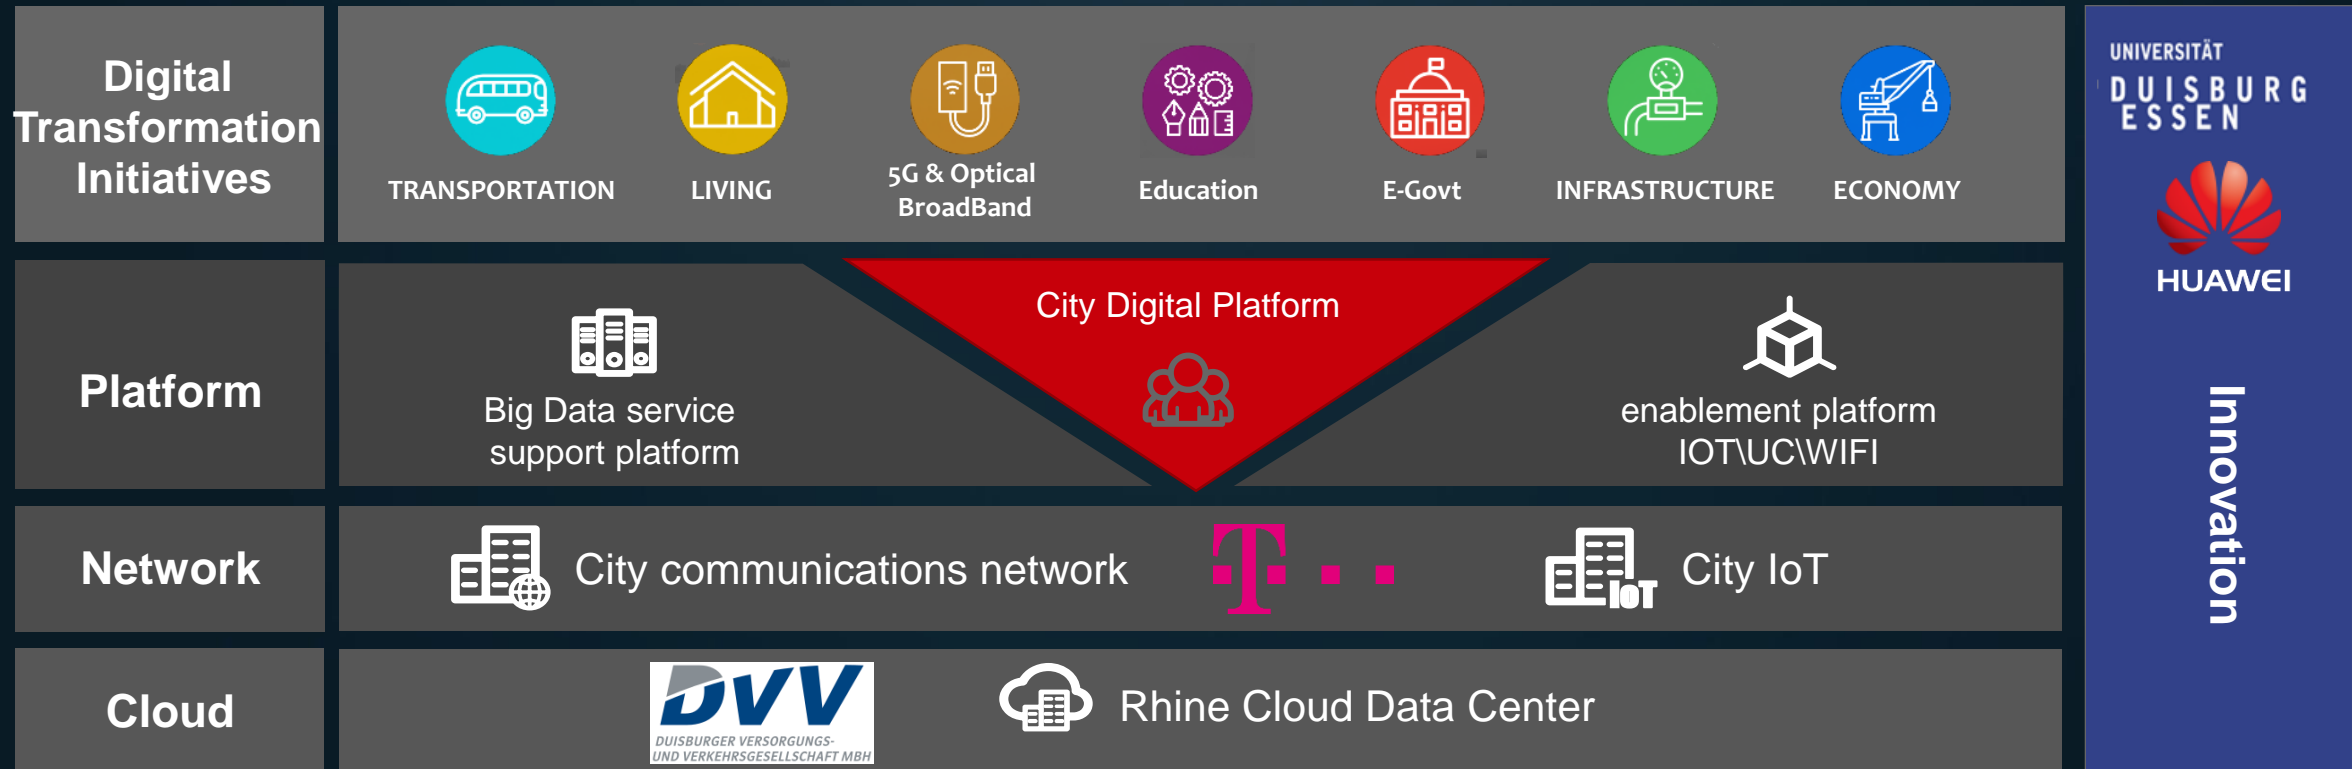 Digital
Transformation
Initiatives
TRANSPORTATION
LIVING
5G & Optical
BroadBand
Education
E-Govt
INFRASTRUCTURE
ECONOMY
Platform
Big Data service
support platform
City Digital Platform
enablement platform
IOT\UC\WIFI
Network
City communications network
T
IoT
City IoT
Cloud
DVV
DUISBURGER VERSORGUNGS-
UND VERKEHRSGESELLSCHAFT MBH
Rhine Cloud Data Center
UNIVERSITÄT
DUISBURG
ESSEN
HUAWEI
Innovation